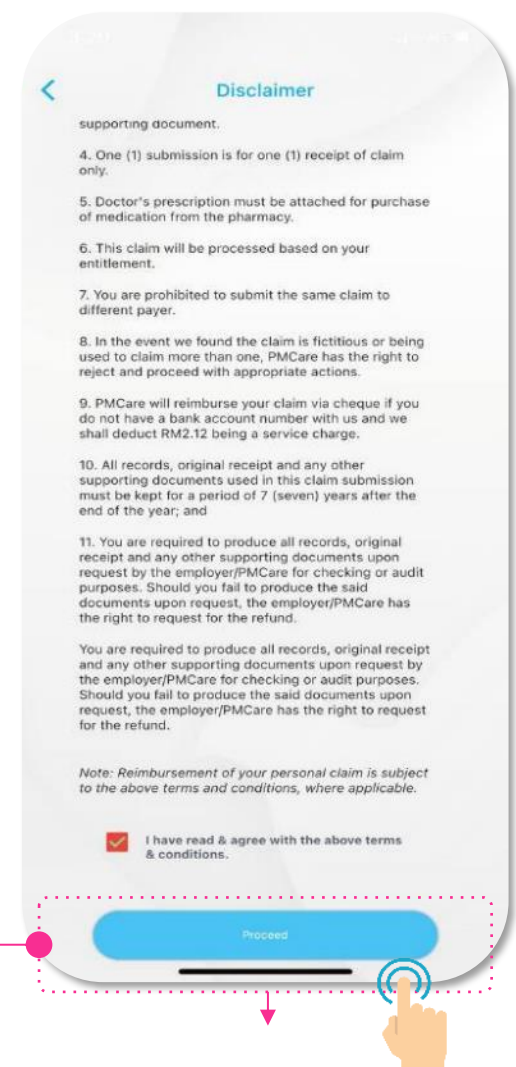 Disclaimer
supporting document.
4. One (1) submission is for one (1) receipt of claim
only.
5. Doctor's prescription must be attached for purchase
of medication from the pharmacy.
6. This claim will be processed based on your
entitlement.
7. You are prohibited to submit the same claim to
different payer.
8. In the event we found the claim is fictitious or being
used to claim more than one, PMCare has the right to
reject and proceed with appropriate actions.
9. PMCare will reimburse your claim via cheque if you
do not have a bank account number with us and we
shall deduct RM2.12 being a service charge.
10. All records, original receipt and any other
supporting documents used in this claim submission
must be kept for a period of 7 (seven) years after the
end of the year; and
11. You are required to produce all records, original
receipt and any other supporting documents upon
request by the employer/PMCare for checking or audit
purposes. Should you fail to produce the said
documents upon request, the employer/PMCare has
the right to request for the refund.
You are required to produce all records, original receipt
and any other supporting documents upon request by
the employer/PMCare for checking or audit purposes.
Should you fail to produce the said documents upon
request, the employer/PMCare has the right to request
for the refund.
Note: Reimbursement of your personal claim is subject
to the above terms and conditions, where applicable.
I have read & agree with the above terms
& conditions.
Proceed